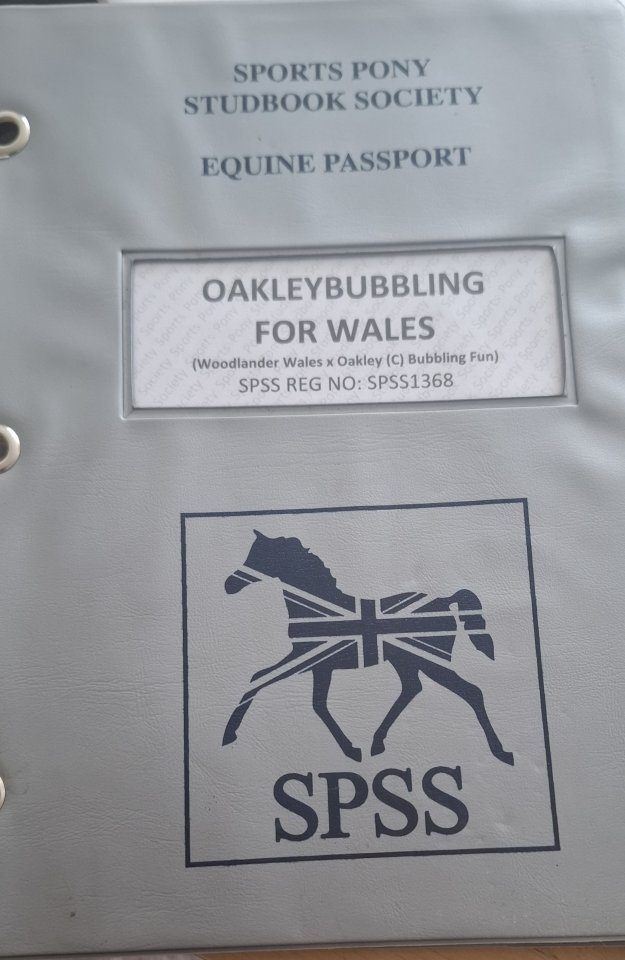 SPORTS PONY
STUDBOOK SOCIETY
EQUINE PASSPORT
OAKLEYBUBBLING
FOR WALES
(Woodlander Wales x Oakley (C) Bubbling Fun)
SPSS REG NO: SPSS1368
SPSS